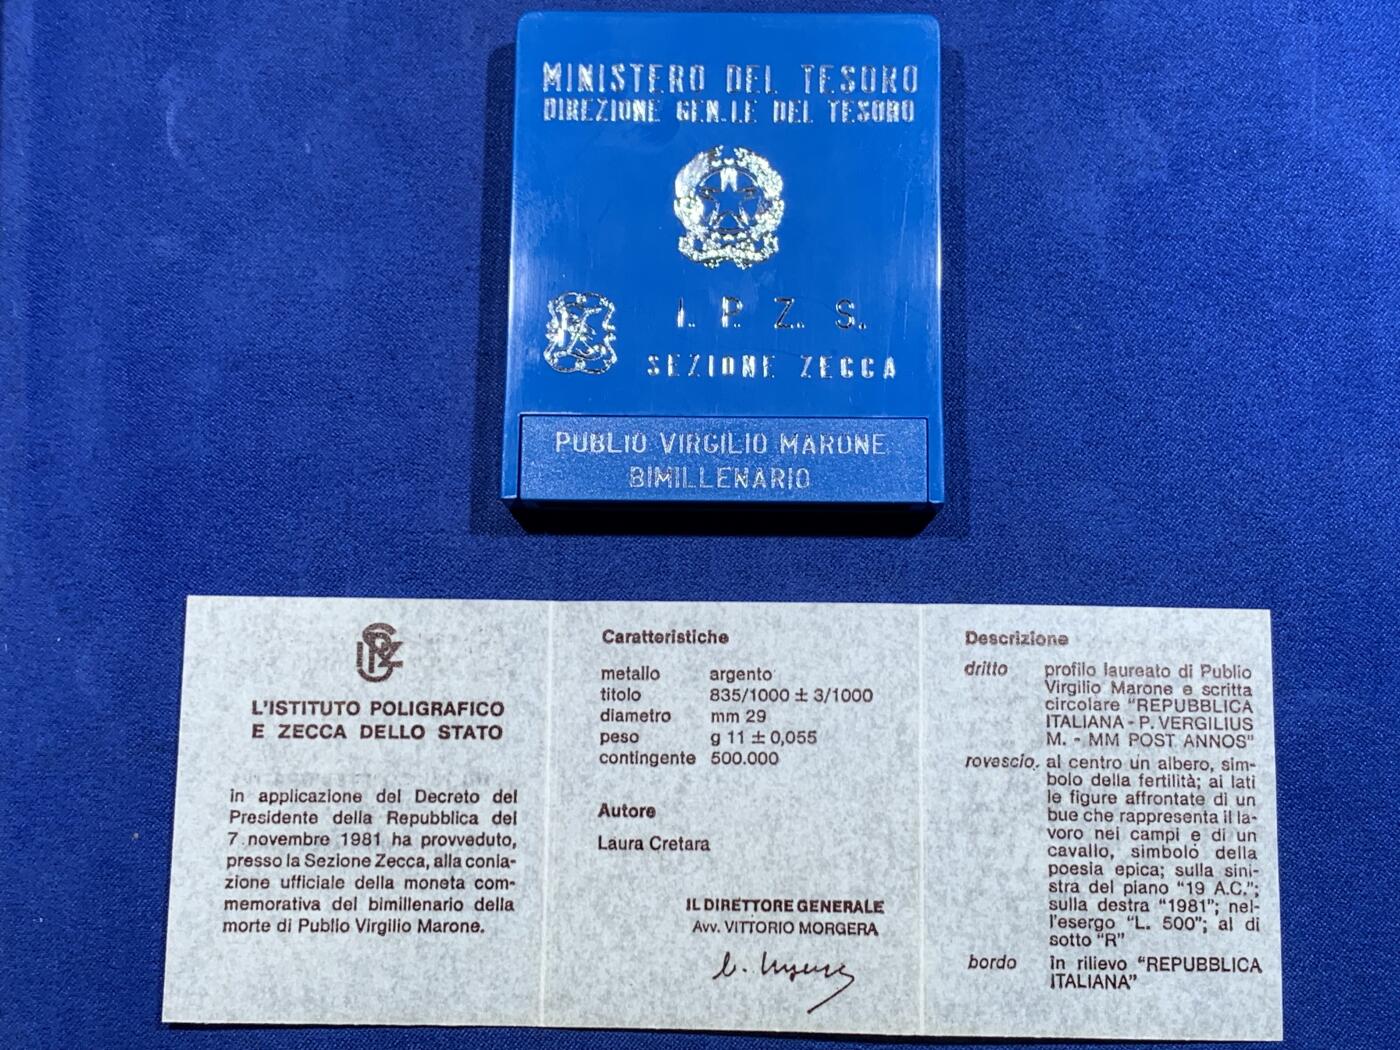 MINISTERO DEL TESORO
DIREZIONE GEN.LE DEL TESORO
I. P. Z. S.
SEZIONE ZECCA
PUBLIO VIRGILIO MARONE
BIMILLENARIO
L'ISTITUTO POLIGRAFICO
E ZECCA DELLO STATO
in applicazione del Decreto del
Presidente della Repubblica del
7 novembre 1981 ha provveduto,
presso la Sezione Zecca, alla conia-
zione ufficiale della moneta com-
memorativa del bimillenario della
morte di Publio Virgilio Marone.
Caratteristiche
metallo argento
titolo 835/1000 ± 3/1000
diametro mm 29
peso g 11 ± 0,055
contingente 500.000
Autore
Laura Cretara
IL DIRETTORE GENERALE
Avv. VITTORIO MORGERA
Descrizione
dritto profilo laureato di Publio
Virgilio Marone e scritta
circolare "REPUBBLICA
ITALIANA - P. VERGILIUS
M. - MM POST ANNOS"
rovescio. al centro un albero, sim-
bolo della fertilità; ai lati
le figure affrontate di un
bue che rappresenta il la-
voro nei campi e di un
cavallo, simbolo della
poesia epica; sulla sini-
stra del piano "19 A.C.";
sulla destra "1981"; nel-
l'esergo "L. 500"; al di
sotto "R"
bordo in rilievo "REPUBBLICA
ITALIANA"